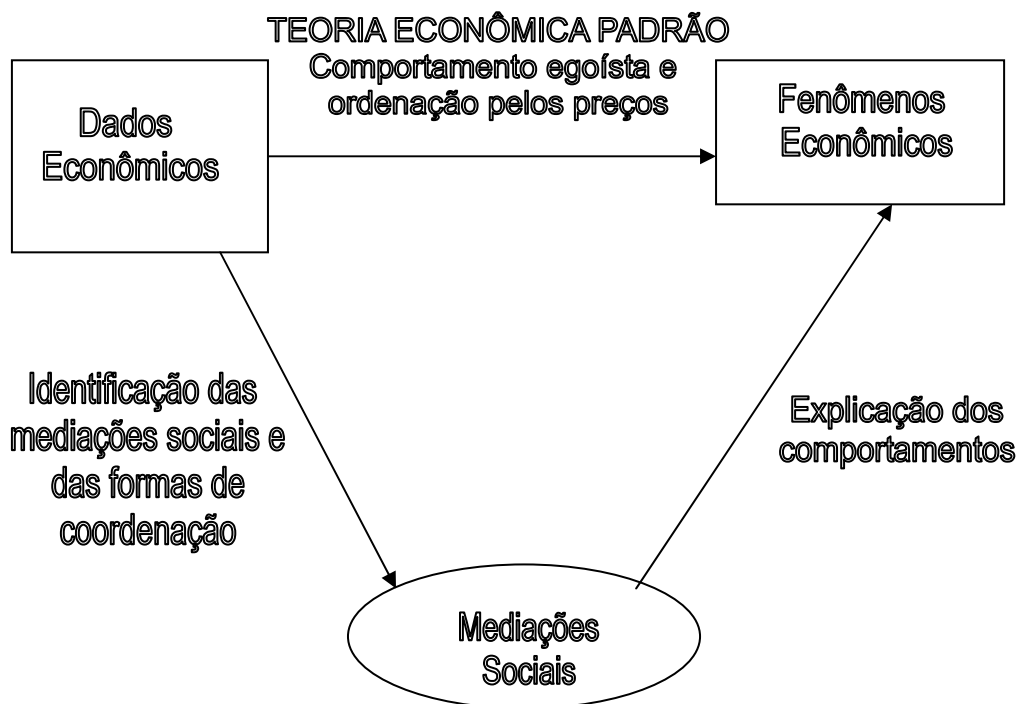 TEORIA ECONÔMICA PADRÃO
Comportamento egoísta e
ordenação pelos preços
Dados
Econômicos
Fenômenos
Econômicos
Identificação das
mediações sociais e
das formas de
coordenação
Explicação dos
comportamentos
Mediações
Sociais